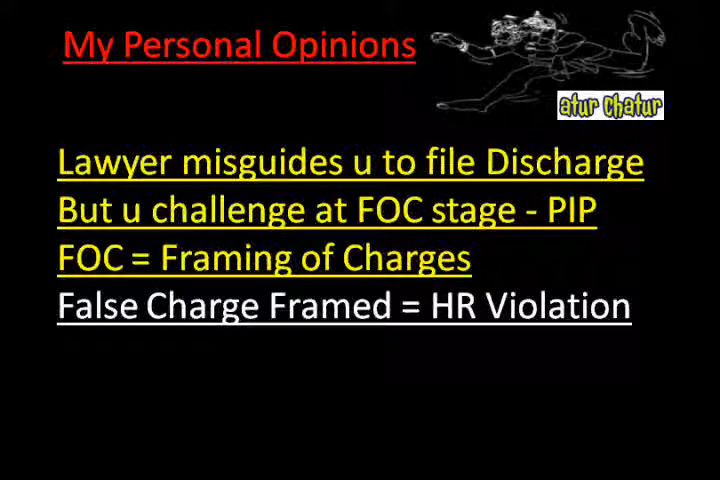 My Personal Opinions
atur chatur
Lawyer misguides u to file Discharge
But u challenge at FOC stage - PIP
FOC = Framing of Charges
False Charge Framed = HR Violation